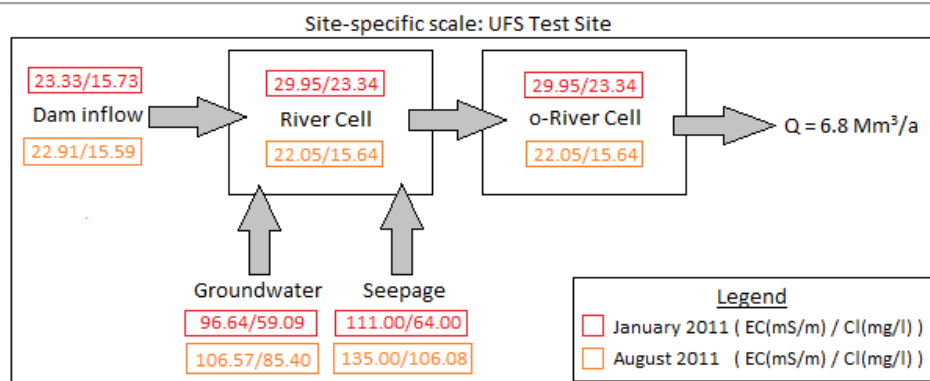 Site-specific scale: UFS Test Site
23.33/15.73
Dam inflow
22.91/15.59
29.95/23.34
River Cell
22.05/15.64
29.95/23.34
o-River Cell
22.05/15.64
Q = 6.8 Mm³/a
Groundwater
96.64/59.09
106.57/85.40
Seepage
111.00/64.00
135.00/106.08
Legend
January 2011 ( EC(mS/m) / Cl(mg/l) )
August 2011 ( EC(mS/m) / Cl(mg/l) )